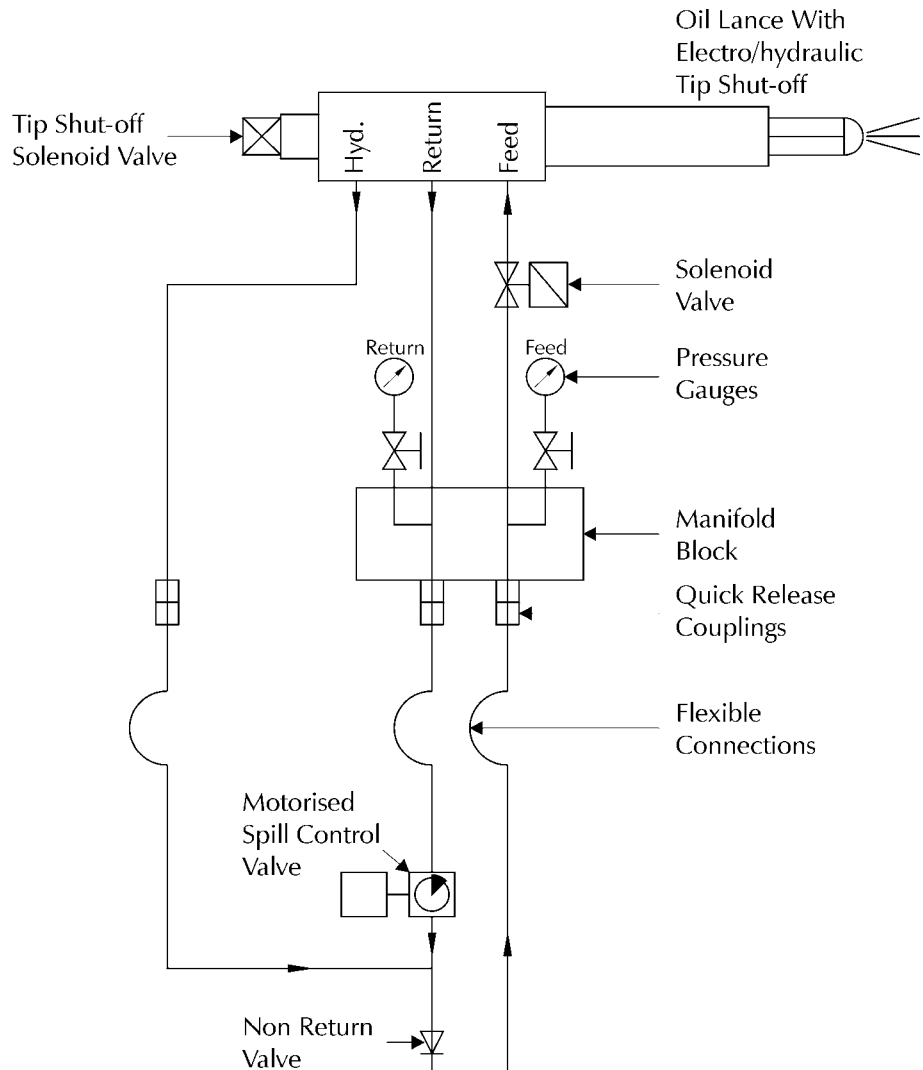 Oil Lance With
Electro/hydraulic
Tip Shut-off
Tip Shut-off
Solenoid Valve
Hyd.
Return
Feed
Solenoid
Valve
Return
Feed
Pressure
Gauges
Manifold
Block
Quick Release
Couplings
Flexible
Connections
Motorised
Spill Control
Valve
Non Return
Valve